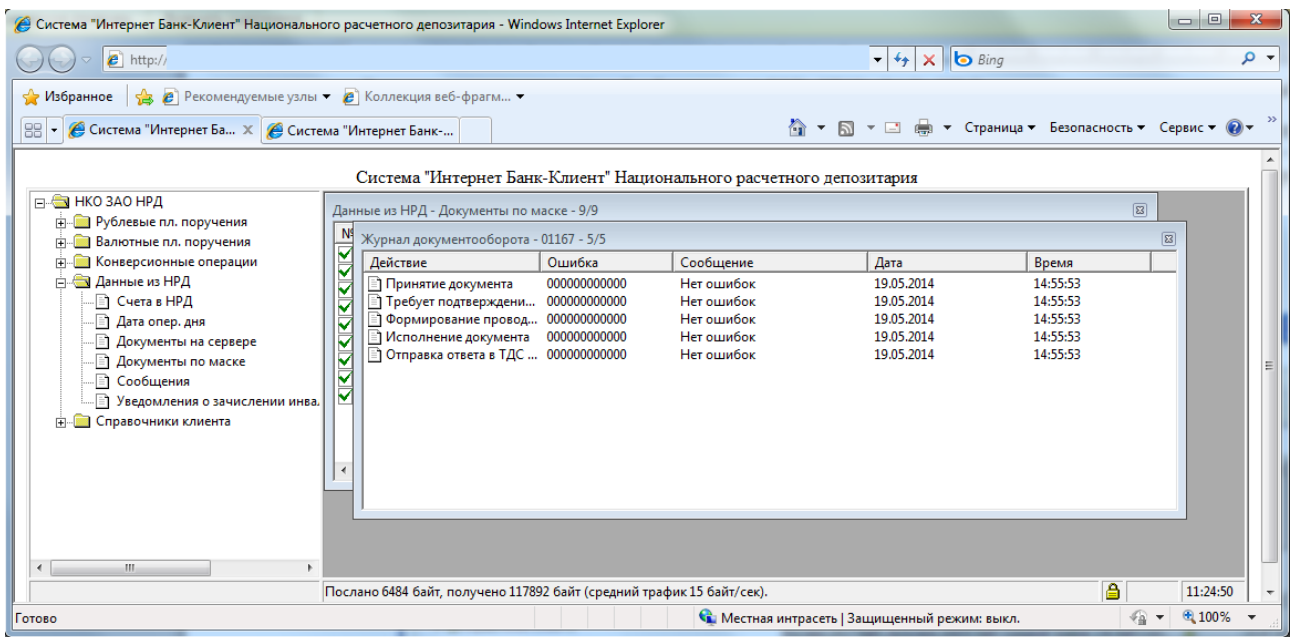 Система "Интернет Банк-Клиент" Национального расчетного депозитария - Windows Internet Explorer
http://
Bing
Избранное
Рекомендуемые узлы
Коллекция веб-фрагм...
Система "Интернет Ба...
Система "Интернет Банк-...
Страница
Безопасность
Сервис
Система "Интернет Банк-Клиент" Национального расчетного депозитария
НКО ЗАО НРД
Рублевые пл. поручения
Валютные пл. поручения
Конверсионные операции
Данные из НРД
Счета в НРД
Дата опер. дня
Документы на сервере
Документы по маске
Сообщения
Уведомления о зачислении инва.
Справочники клиента
Данные из НРД - Документы по маске - 9/9
№
Журнал документооборота - 01167 - 5/5
Действие Ошибка Сообщение Дата Время
Принятие документа 000000000000 Нет ошибок 19.05.2014 14:55:53
Требует подтверждени... 000000000000 Нет ошибок 19.05.2014 14:55:53
Формирование провод... 000000000000 Нет ошибок 19.05.2014 14:55:53
Исполнение документа 000000000000 Нет ошибок 19.05.2014 14:55:53
Отправка ответа в ТДС ... 000000000000 Нет ошибок 19.05.2014 14:55:53
Послано 6484 байт, получено 117892 байт (средний трафик 15 байт/сек).
11:24:50
Готово
Местная интрасеть | Защищенный режим: выкл.
100%